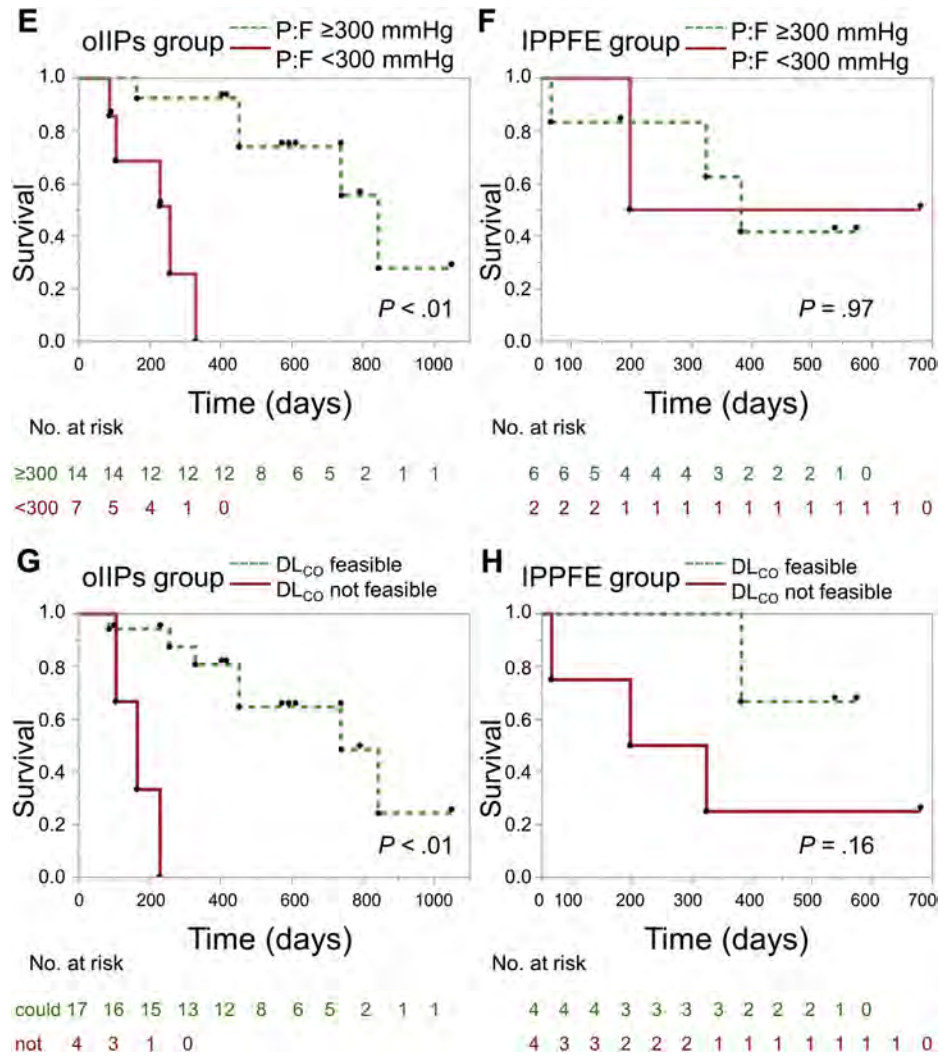 E
oIIPs group
P:F ≥300 mmHg
P:F <300 mmHg
1.0
0.8
0.6
0.4
0.2
0.0
Survival
P < .01
0 200 400 600 800 1000
Time (days)
No. at risk
≥300 14 14 12 12 12 8 6 5 2 1 1
<300 7 5 4 1 0
F
IPPFE group
P:F ≥300 mmHg
P:F <300 mmHg
1.0
0.8
0.6
0.4
0.2
0.0
Survival
P = .97
0 100 200 300 400 500 600 700
Time (days)
No. at risk
6 6 5 4 4 4 3 2 2 2 1 0
2 2 2 1 1 1 1 1 1 1 1 1 1 0
G
oIIPs group
DLCO feasible
DLCO not feasible
1.0
0.8
0.6
0.4
0.2
0.0
Survival
P < .01
0 200 400 600 800 1000
Time (days)
No. at risk
could 17 16 15 13 12 8 6 5 2 1 1
not 4 3 1 0
H
IPPFE group
DLCO feasible
DLCO not feasible
1.0
0.8
0.6
0.4
0.2
0.0
Survival
P = .16
0 100 200 300 400 500 600 700
Time (days)
No. at risk
4 4 4 3 3 3 3 2 2 2 1 0
4 3 3 2 2 2 1 1 1 1 1 1 1 0